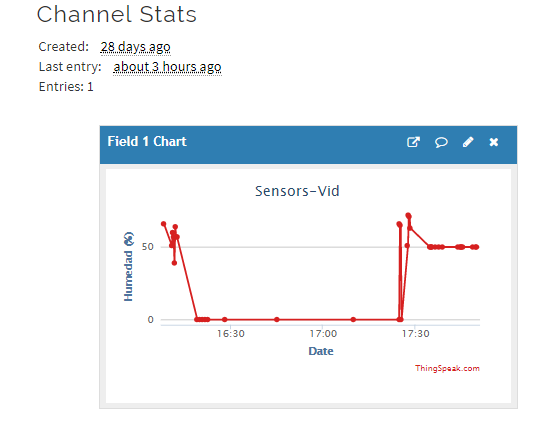 Channel Stats
Created: 28 days ago
Last entry: about 3 hours ago
Entries: 1
Field 1 Chart
Sensors-Vid
Humedad (%)
50
0
16:30 17:00 17:30
Date
ThingSpeak.com